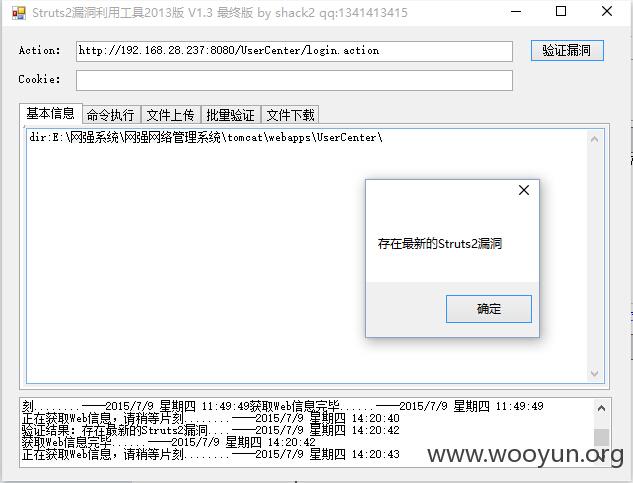 Struts2漏洞利用工具2013版 V1.3 最终版 by shack2 qq:1341413415
Action: http://192.168.28.237:8080/UserCenter/login.action 验证漏洞
Cookie:
基本信息 命令执行 文件上传 批量验证 文件下载
dir:E:\网强系统\网强网络管理系统\tomcat\webapps\UserCenter\
存在最新的Struts2漏洞
确定
刻........──2015/7/9 星期四 11:49:49获取Web信息完毕......──2015/7/9 星期四 11:49:49
正在获取Web信息，请稍等片刻........──2015/7/9 星期四 14:20:40
验证结果：存在最新的Struts2漏洞....──2015/7/9 星期四 14:20:42
获取Web信息完毕......──2015/7/9 星期四 14:20:42
正在获取Web信息，请稍等片刻........──2015/7/9 星期四 14:20:43
www.wooyun.org